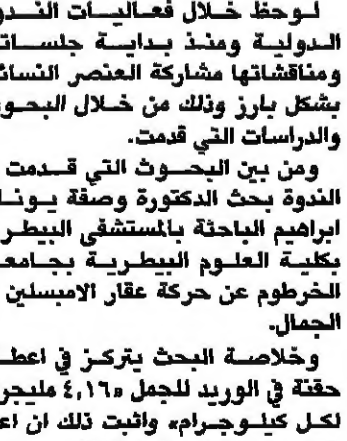 لوحظ خلال فعاليات الندو
الدولية ومنذ بداية جلسات
ومناقشاتها مشاركة العنصر النسائ
بشكل بارز وذلك من خلال البحو
والدراسات التي قدمت.
ومن بين البحوث التي قدمت
الندوة بحث الدكتورة وصفة يونا
ابراهيم الباحثة بالمستشفى البيطر
بكلية العلوم البيطرية بجامع
الخرطوم عن حركة عقار الامبسلين
الجمال.
وخلاصة البحث يتركز في اعط
حقنة في الوريد للجمل «٤,١٦ مليجر
لكل كيلوجرام» واثبت ذلك ان اع